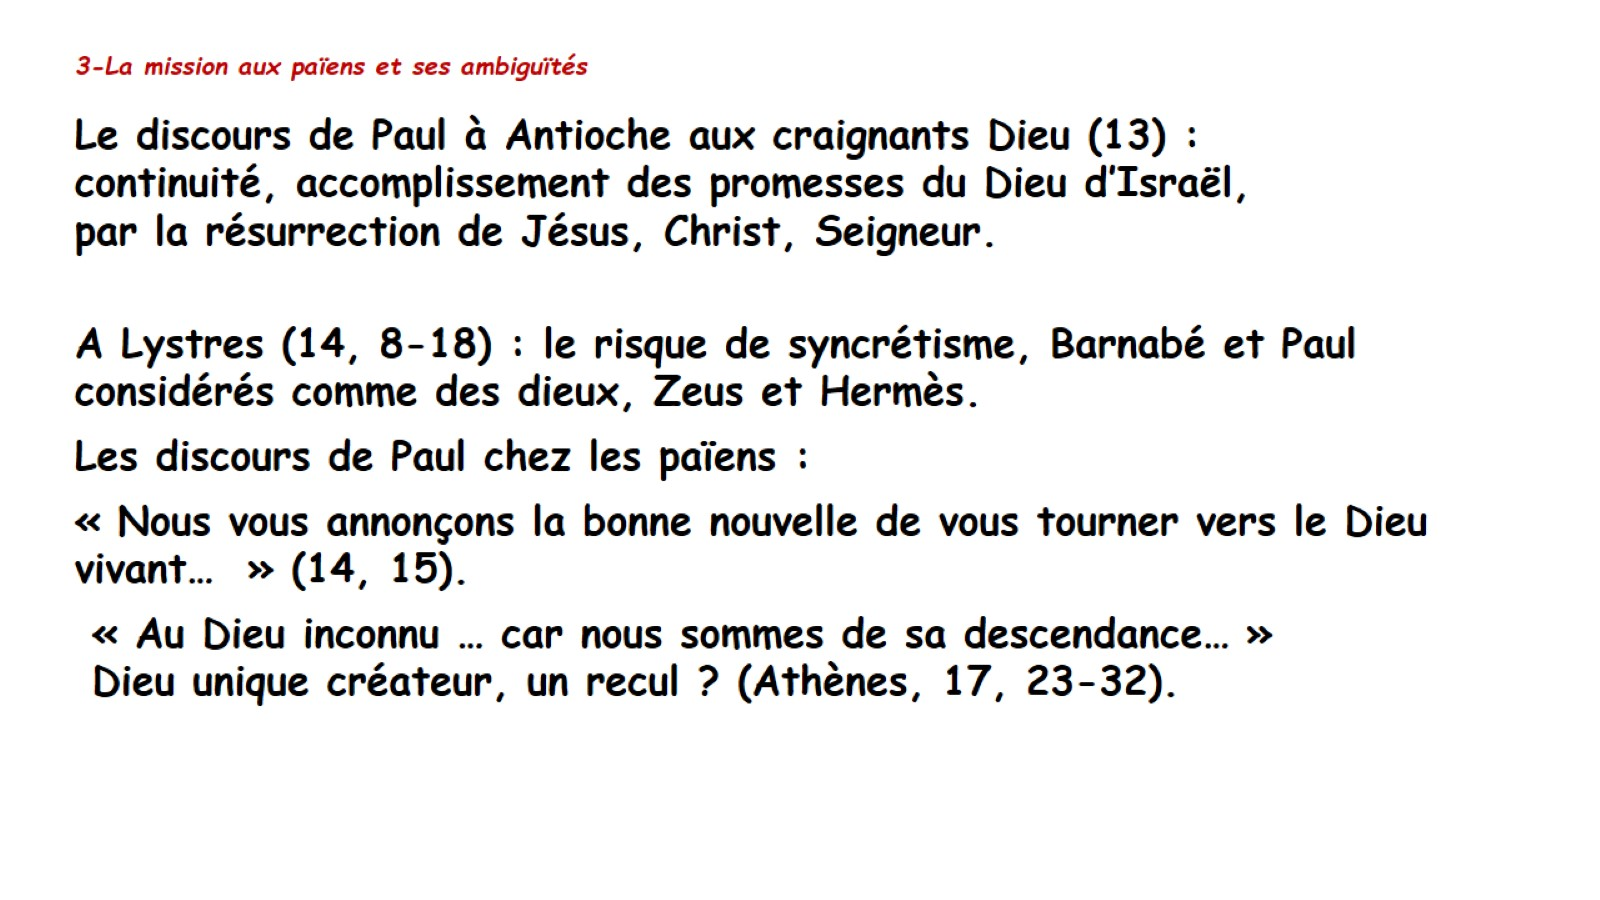 3-La mission aux païens et ses ambiguïtés
Le discours de Paul à Antioche aux craignants Dieu (13) :
continuité, accomplissement des promesses du Dieu d'Israël,
par la résurrection de Jésus, Christ, Seigneur.
A Lystres (14, 8-18) : le risque de syncrétisme, Barnabé et Paul
considérés comme des dieux, Zeus et Hermès.
Les discours de Paul chez les païens :
« Nous vous annonçons la bonne nouvelle de vous tourner vers le Dieu
vivant… » (14, 15).
« Au Dieu inconnu … car nous sommes de sa descendance… »
Dieu unique créateur, un recul ? (Athènes, 17, 23-32).